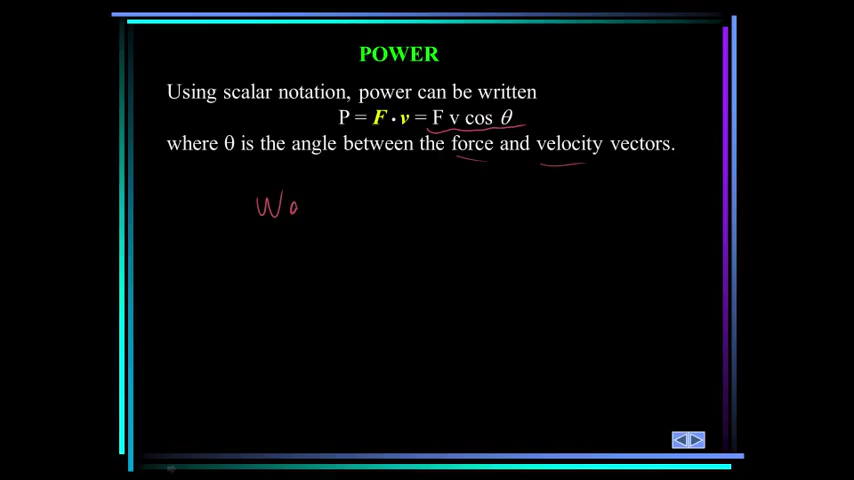 POWER
Using scalar notation, power can be written
P = F · v = F v cos θ
where θ is the angle between the force and velocity vectors.
Wo